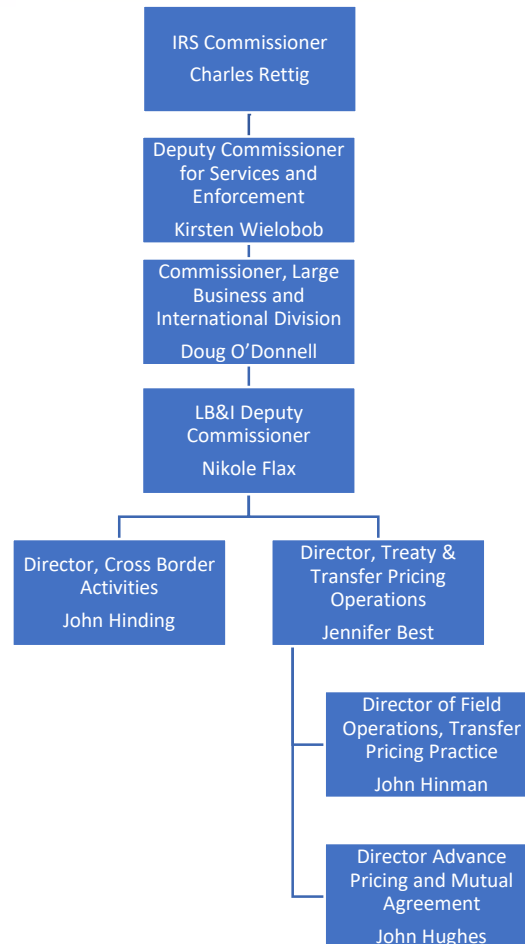 IRS Commissioner
Charles Rettig
Deputy Commissioner
for Services and
Enforcement
Kirsten Wielobob
Commissioner, Large
Business and
International Division
Doug O’Donnell
LB&I Deputy
Commissioner
Nikole Flax
Director, Cross Border
Activities
John Hinding
Director, Treaty &
Transfer Pricing
Operations
Jennifer Best
Director of Field
Operations, Transfer
Pricing Practice
John Hinman
Director Advance
Pricing and Mutual
Agreement
John Hughes